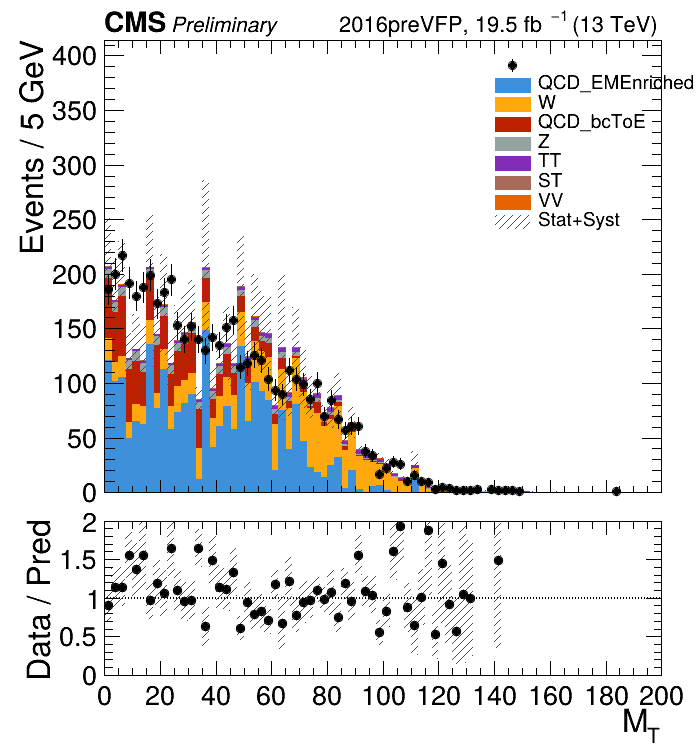 CMS Preliminary 2016preVFP, 19.5 fb⁻¹ (13 TeV)
Events / 5 GeV
400
350
300
250
200
150
100
50
0
QCD_EMEnriched
W
QCD_bcToE
Z
TT
ST
VV
Stat+Syst
Data / Pred
2
1.5
1
0.5
0
0 20 40 60 80 100 120 140 160 180 200
M_T